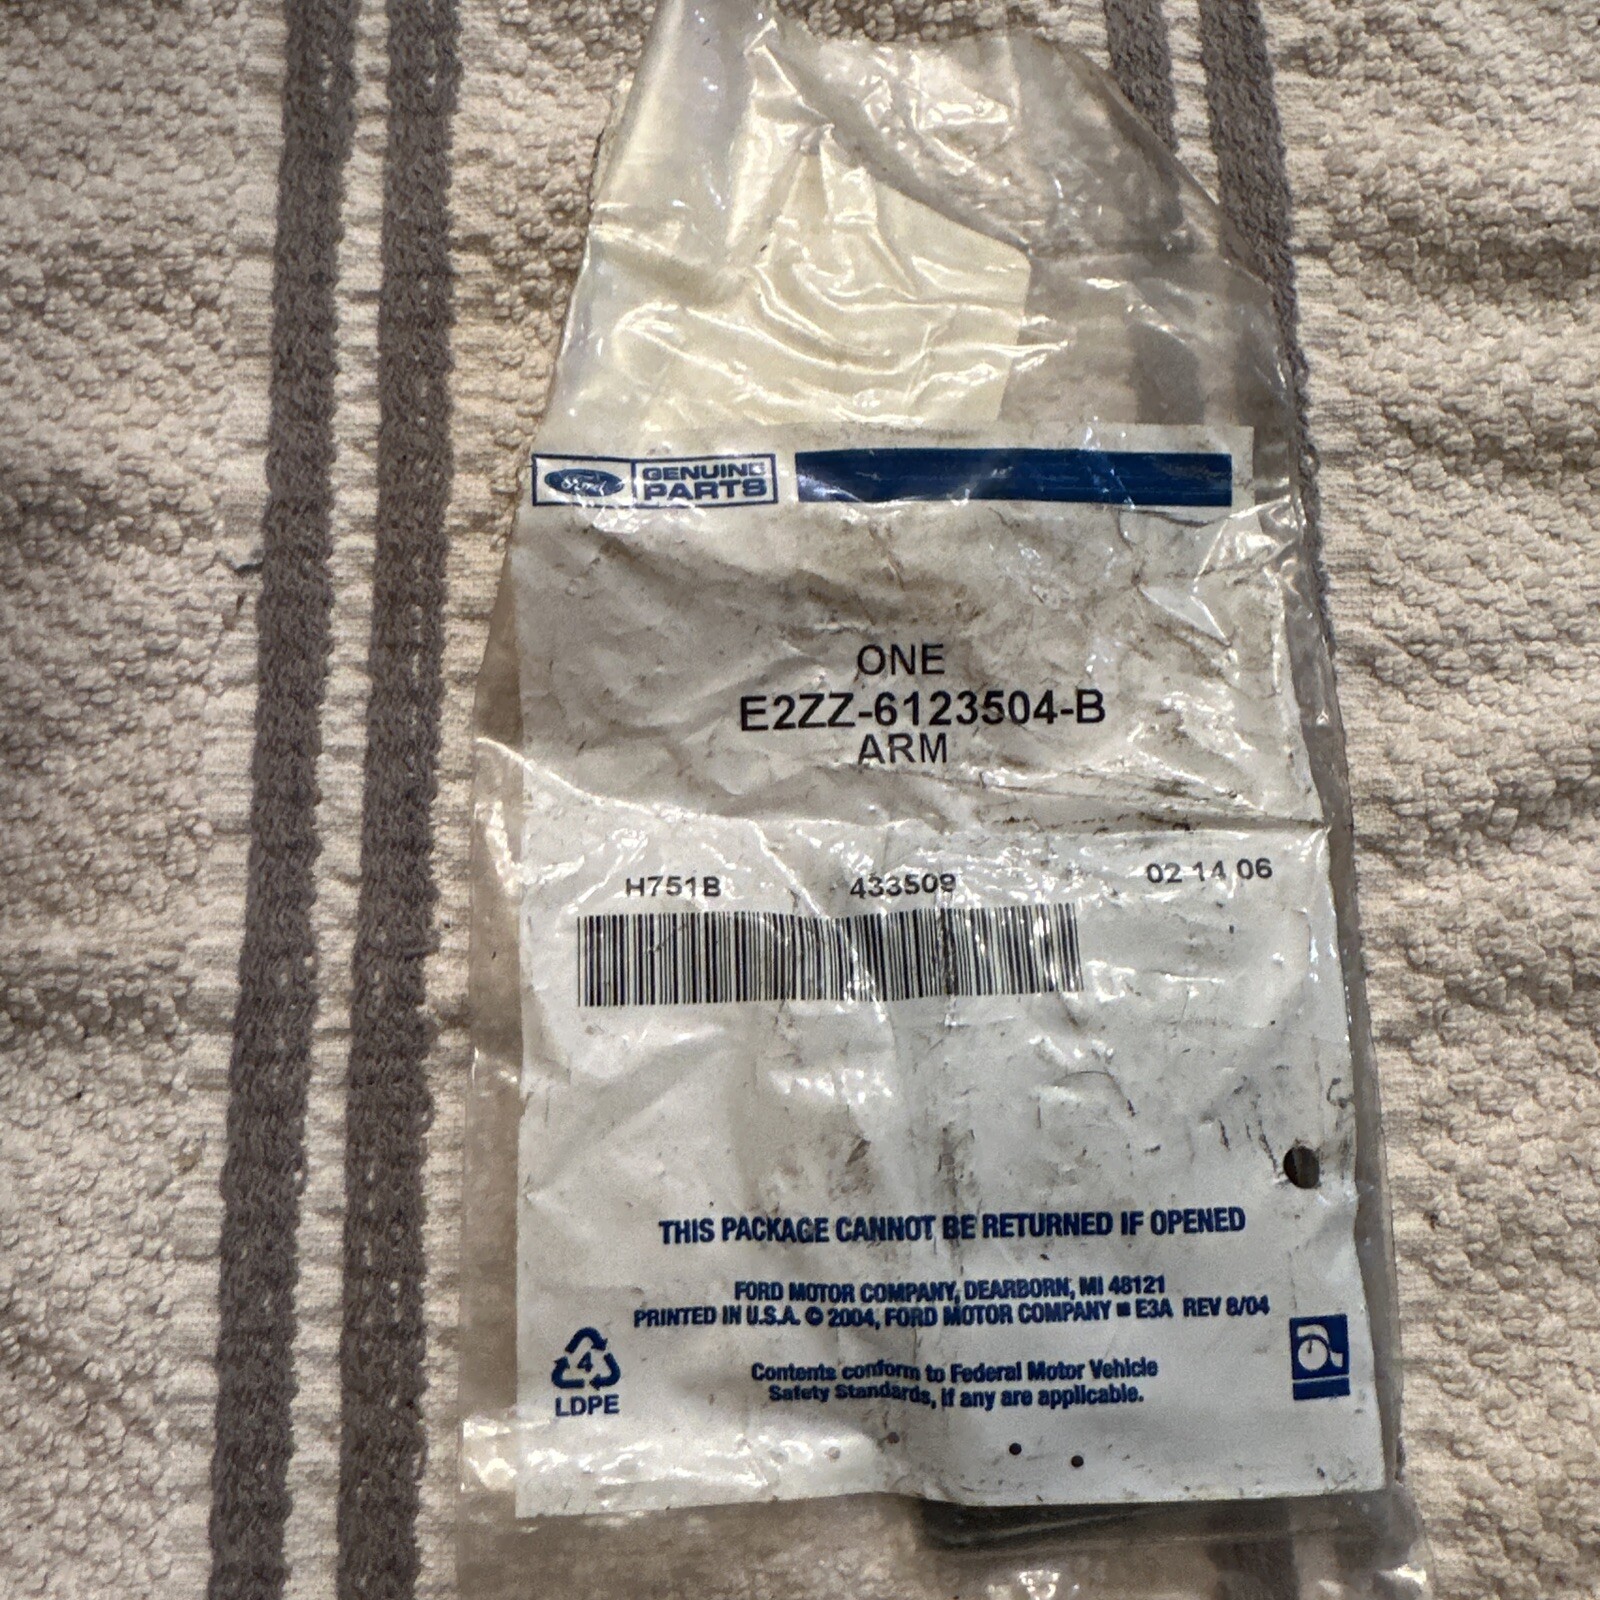 Ford GENUINE PARTS
ONE
E2ZZ-6123504-B
ARM
H751B 433509 02 14 06
THIS PACKAGE CANNOT BE RETURNED IF OPENED
FORD MOTOR COMPANY, DEARBORN, MI 48121
PRINTED IN U.S.A. © 2004, FORD MOTOR COMPANY ■ E3A REV 8/04
4
LDPE
Contents conform to Federal Motor Vehicle
Safety Standards, if any are applicable.